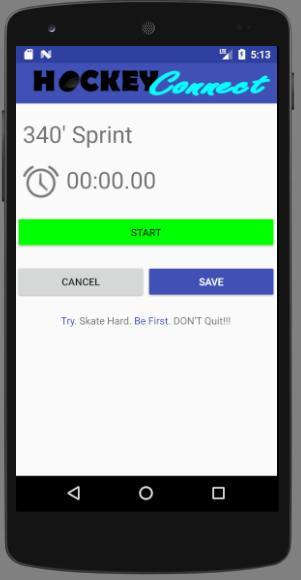 LTE 5:13
HOCKEY Connect
340' Sprint
00:00.00
START
CANCEL SAVE
Try. Skate Hard. Be First. DON'T Quit!!!